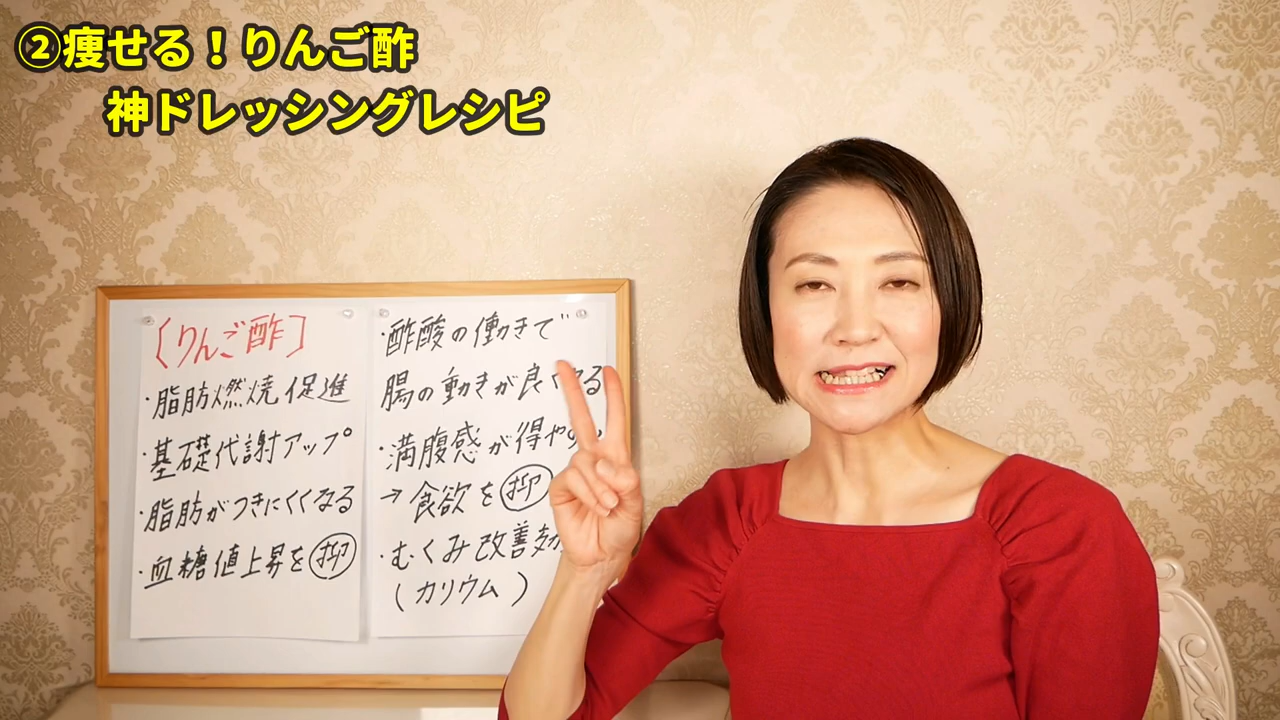 ②痩せる！りんご酢
神ドレッシングレシピ
〔りんご酢〕
・脂肪燃焼促進
・基礎代謝アップ
・脂肪がつきにくくなる
・血糖値上昇を抑
・酢酸の働きで
腸の動きが良くなる
・満腹感が得やす
→食欲を抑
・むくみ改善効
(カリウム)